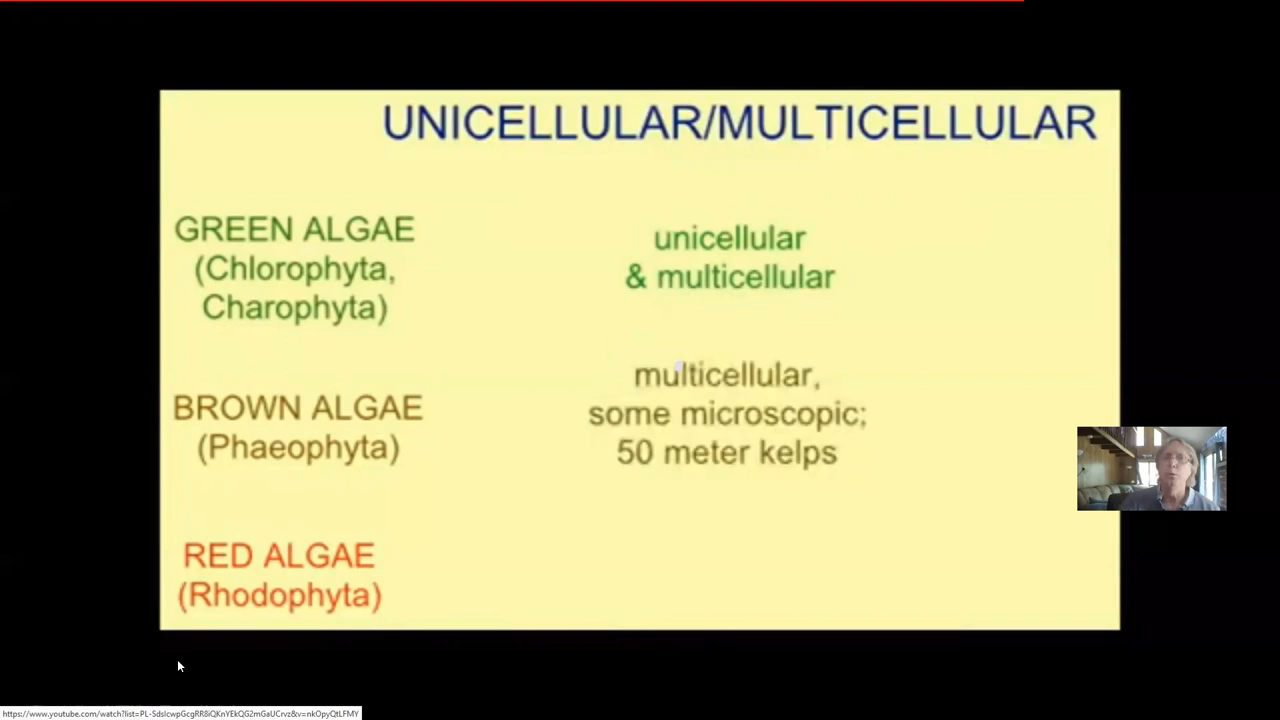 UNICELLULAR/MULTICELLULAR
GREEN ALGAE
(Chlorophyta,
Charophyta)
unicellular
& multicellular
BROWN ALGAE
(Phaeophyta)
multicellular,
some microscopic;
50 meter kelps
RED ALGAE
(Rhodophyta)